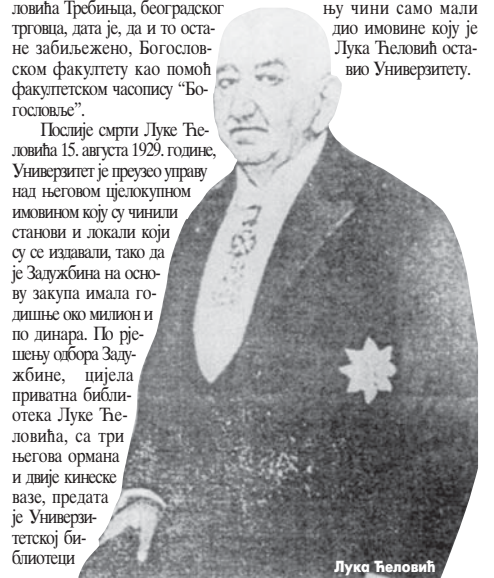 ловића Требињца, београдског
трговца, дата је, да и то оста-
не забиљежено, Богослов-
ском факултету као помоћ
факултетском часопису “Бо-
гословље”.
Послије смрти Луке Ће-
ловића 15. августа 1929. године,
Универзитет је преузео управу
над његовом цјелокупном
имовином коју су чинили
станови и локали који
су се издавали, тако да
је Задужбина на осно-
ву закупа имала го-
дишње око милион и
по динара. По рје-
шењу одбора Заду-
жбине, цијела
приватна библи-
отека Луке Ће-
ловића, са три
његова ормана
и двије кинеске
вазе, предата
је Универзи-
тетској би-
блиотеци
њу чини само мали
дио имовине коју је
Лука Ћеловић оста-
вио Универзитету.
Лука Ћеловић